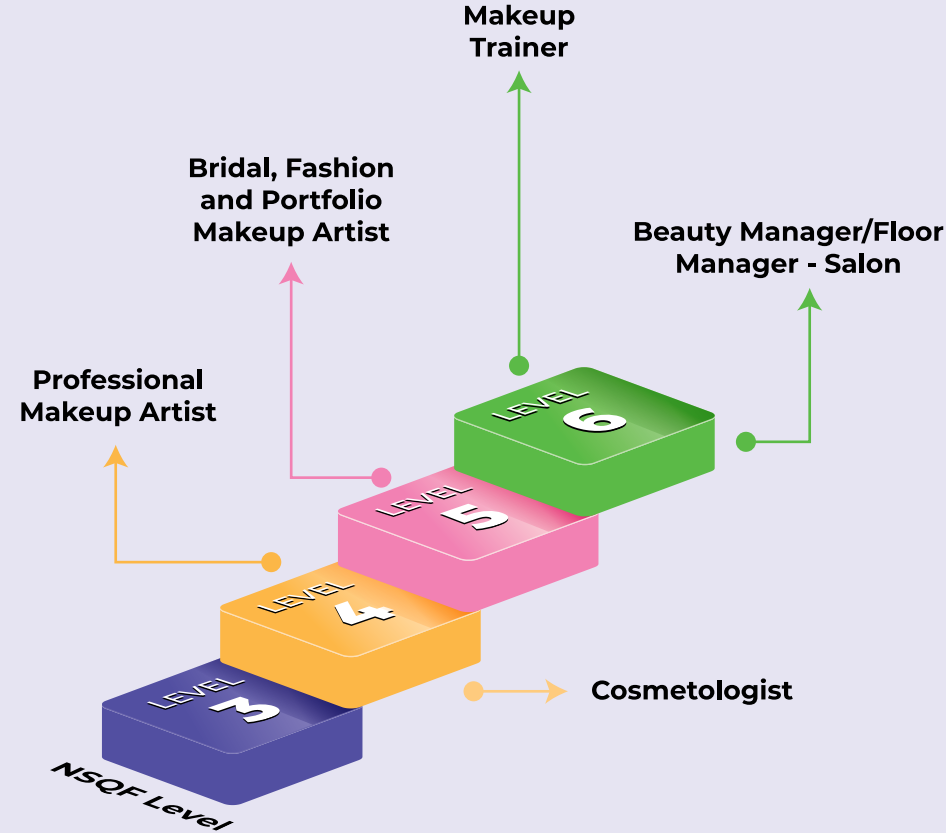 Makeup
Trainer
Bridal, Fashion
and Portfolio
Makeup Artist
Beauty Manager/Floor
Manager - Salon
Professional
Makeup Artist
LEVEL
6
LEVEL
5
LEVEL
4
Cosmetologist
LEVEL
3
NSQF Level